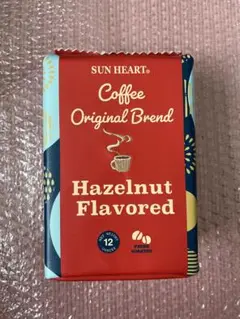 SUN HEART®
Coffee
Original Brend
Hazelnut
Flavored
12